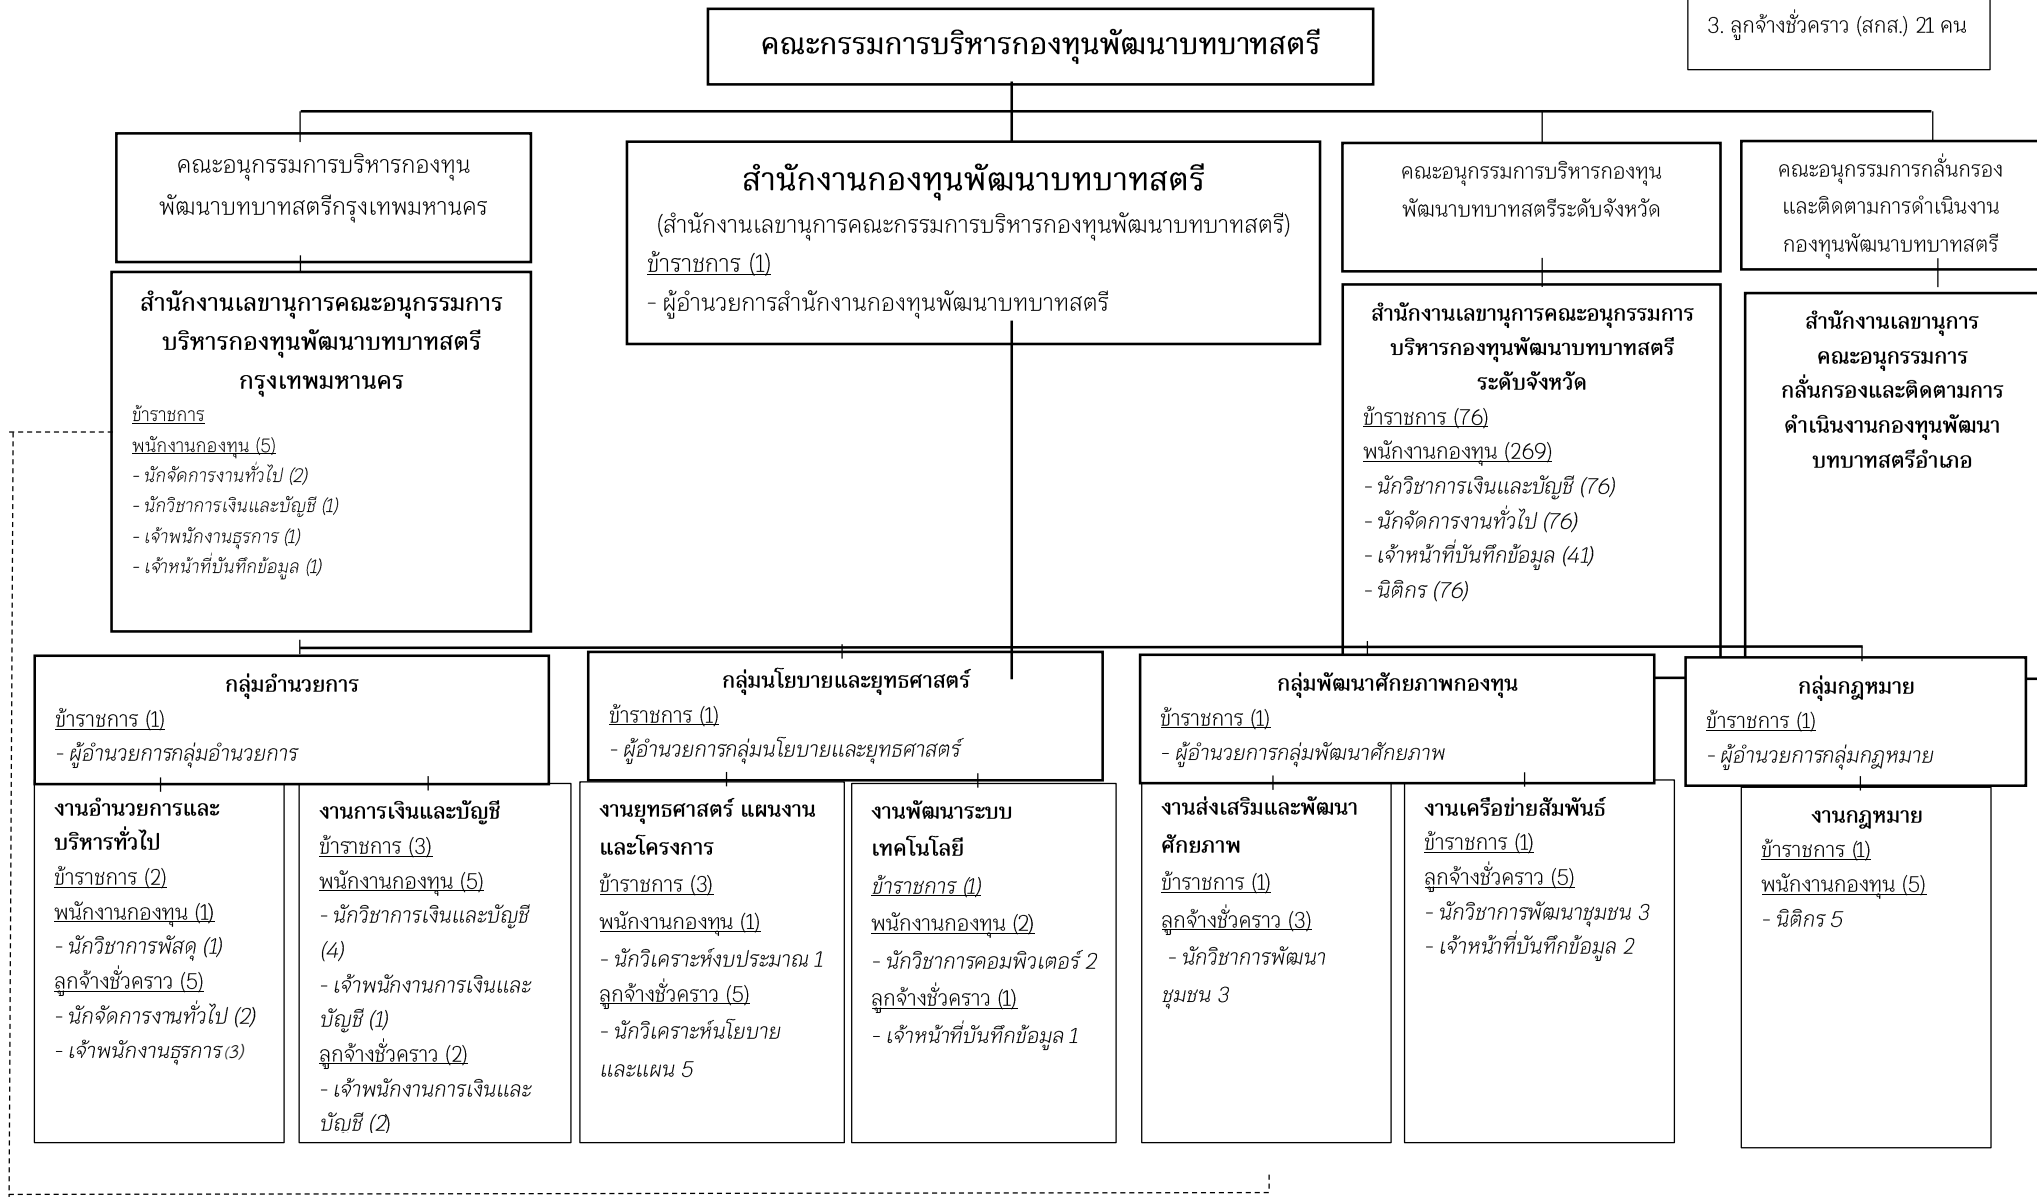 3. ลูกจ้างชั่วคราว (สกส.) 21 คน
คณะกรรมการบริหารกองทุนพัฒนาบทบาทสตรี
คณะอนุกรรมการบริหารกองทุน
พัฒนาบทบาทสตรีกรุงเทพมหานคร
สำนักงานกองทุนพัฒนาบทบาทสตรี
(สำนักงานเลขานุการคณะกรรมการบริหารกองทุนพัฒนาบทบาทสตรี)
ข้าราชการ (1)
- ผู้อำนวยการสำนักงานกองทุนพัฒนาบทบาทสตรี
คณะอนุกรรมการบริหารกองทุน
พัฒนาบทบาทสตรีระดับจังหวัด
คณะอนุกรรมการกลั่นกรอง
และติดตามการดำเนินงาน
กองทุนพัฒนาบทบาทสตรี
สำนักงานเลขานุการคณะอนุกรรมการ
บริหารกองทุนพัฒนาบทบาทสตรี
กรุงเทพมหานคร
ข้าราชการ
พนักงานกองทุน (5)
- นักจัดการงานทั่วไป (2)
- นักวิชาการเงินและบัญชี (1)
- เจ้าพนักงานธุรการ (1)
- เจ้าหน้าที่บันทึกข้อมูล (1)
สำนักงานเลขานุการคณะอนุกรรมการ
บริหารกองทุนพัฒนาบทบาทสตรี
ระดับจังหวัด
ข้าราชการ (76)
พนักงานกองทุน (269)
- นักวิชาการเงินและบัญชี (76)
- นักจัดการงานทั่วไป (76)
- เจ้าหน้าที่บันทึกข้อมูล (41)
- นิติกร (76)
สำนักงานเลขานุการ
คณะอนุกรรมการ
กลั่นกรองและติดตามการ
ดำเนินงานกองทุนพัฒนา
บทบาทสตรีอำเภอ
กลุ่มอำนวยการ
ข้าราชการ (1)
- ผู้อำนวยการกลุ่มอำนวยการ
กลุ่มนโยบายและยุทธศาสตร์
ข้าราชการ (1)
- ผู้อำนวยการกลุ่มนโยบายและยุทธศาสตร์
กลุ่มพัฒนาศักยภาพกองทุน
ข้าราชการ (1)
- ผู้อำนวยการกลุ่มพัฒนาศักยภาพ
กลุ่มกฎหมาย
ข้าราชการ (1)
- ผู้อำนวยการกลุ่มกฎหมาย
งานอำนวยการและ
บริหารทั่วไป
ข้าราชการ (2)
พนักงานกองทุน (1)
- นักวิชาการพัสดุ (1)
ลูกจ้างชั่วคราว (5)
- นักจัดการงานทั่วไป (2)
- เจ้าพนักงานธุรการ (3)
งานการเงินและบัญชี
ข้าราชการ (3)
พนักงานกองทุน (5)
- นักวิชาการเงินและบัญชี
(4)
- เจ้าพนักงานการเงินและ
บัญชี (1)
ลูกจ้างชั่วคราว (2)
- เจ้าพนักงานการเงินและ
บัญชี (2)
งานยุทธศาสตร์ แผนงาน
และโครงการ
ข้าราชการ (3)
พนักงานกองทุน (1)
- นักวิเคราะห์งบประมาณ 1
ลูกจ้างชั่วคราว (5)
- นักวิเคราะห์นโยบาย
และแผน 5
งานพัฒนาระบบ
เทคโนโลยี
ข้าราชการ (1)
พนักงานกองทุน (2)
- นักวิชาการคอมพิวเตอร์ 2
ลูกจ้างชั่วคราว (1)
- เจ้าหน้าที่บันทึกข้อมูล 1
งานส่งเสริมและพัฒนา
ศักยภาพ
ข้าราชการ (1)
ลูกจ้างชั่วคราว (3)
- นักวิชาการพัฒนา
ชุมชน 3
งานเครือข่ายสัมพันธ์
ข้าราชการ (1)
ลูกจ้างชั่วคราว (5)
- นักวิชาการพัฒนาชุมชน 3
- เจ้าหน้าที่บันทึกข้อมูล 2
งานกฎหมาย
ข้าราชการ (1)
พนักงานกองทุน (5)
- นิติกร 5